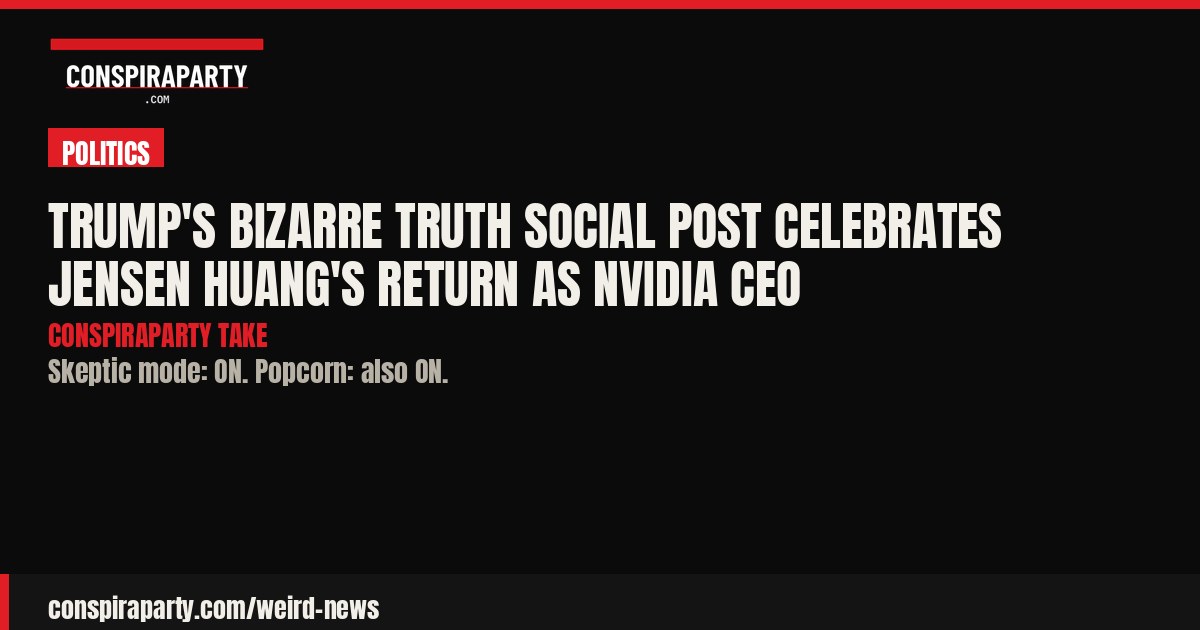 CONSPIRAPARTY
.COM
POLITICS
TRUMP'S BIZARRE TRUTH SOCIAL POST CELEBRATES
JENSEN HUANG'S RETURN AS NVIDIA CEO
CONSPIRAPARTY TAKE
Skeptic mode: ON. Popcorn: also ON.
conspiraparty.com/weird-news